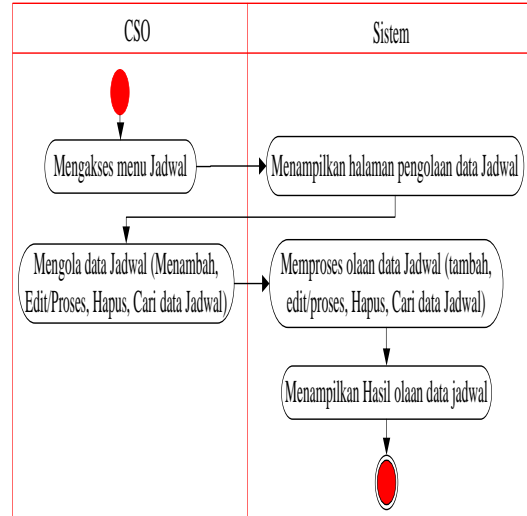 CSO
Sistem
Mengakses menu Jadwal
Menampilkan halaman pengolaan data Jadwal
Mengola data Jadwal (Menambah,
Edit/Proses, Hapus, Cari data Jadwal)
Memproses olaan data Jadwal (tambah,
edit/proses, Hapus, Cari data Jadwal)
Menampilkan Hasil olaan data jadwal